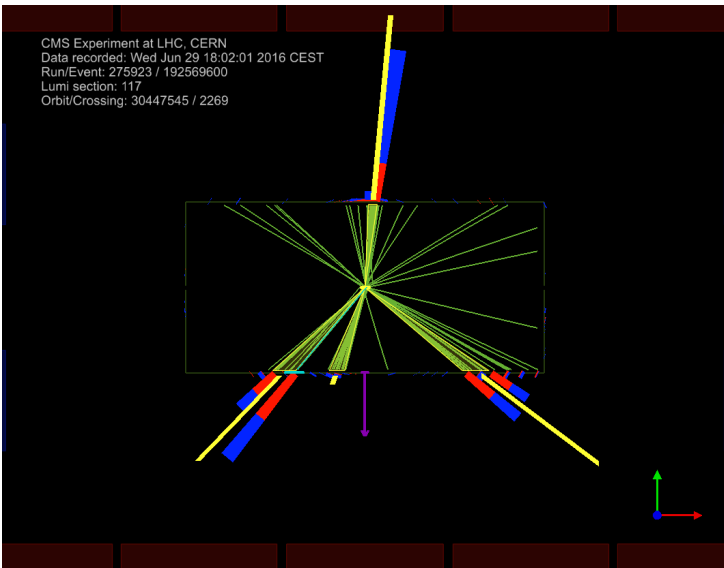 CMS Experiment at LHC, CERN
Data recorded: Wed Jun 29 18:02:01 2016 CEST
Run/Event: 275923 / 192569600
Lumi section: 117
Orbit/Crossing: 30447545 / 2269